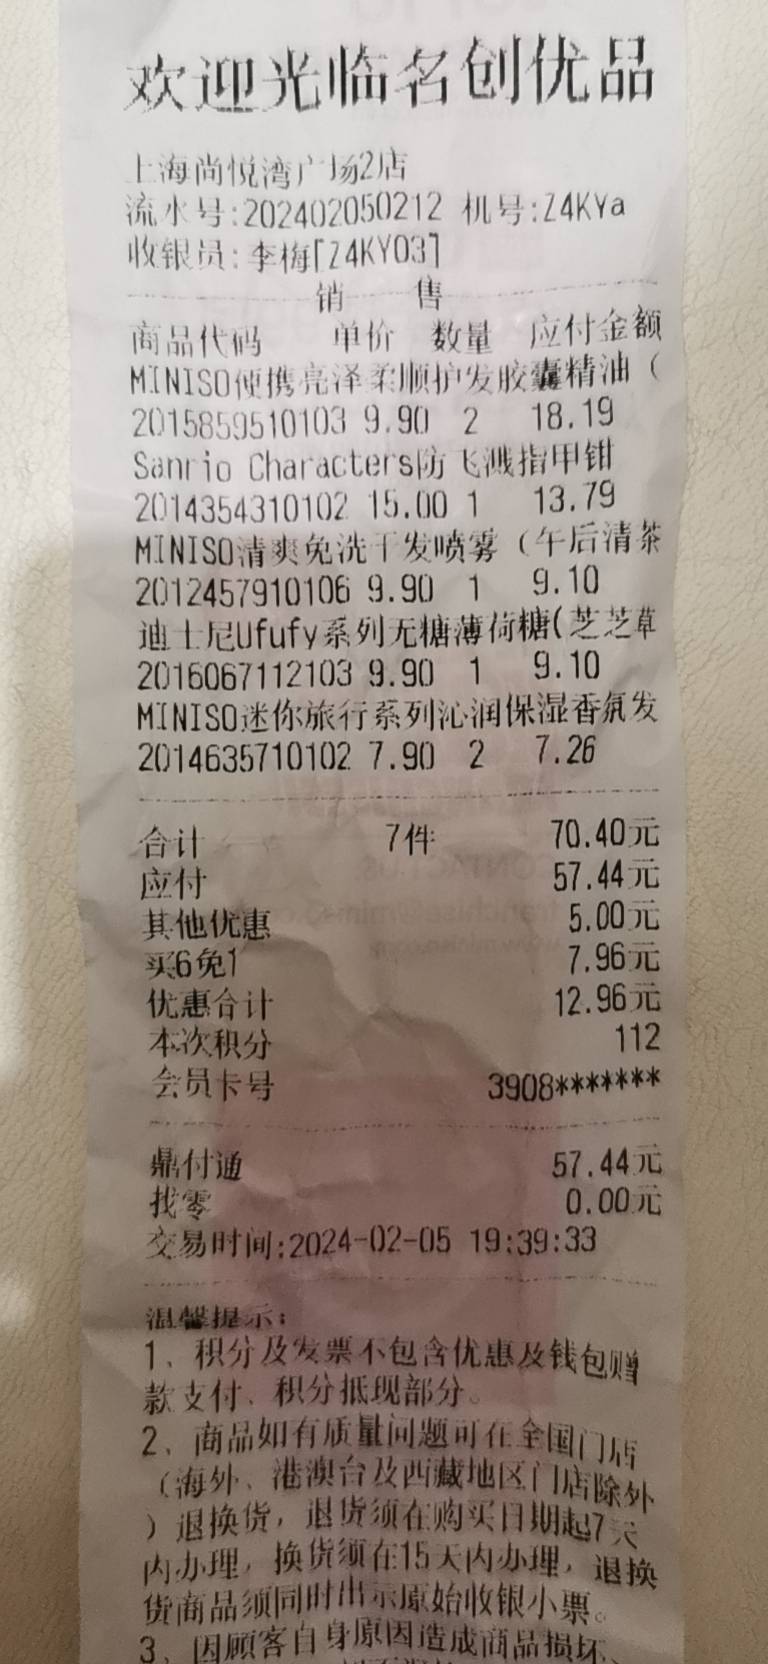 欢迎光临名创优品
上海尚悦湾广场2店
流水号:202402050212 机号:Z4KYa
收银员:李梅[Z4KY03]
销 售
商品代码 单价 数量 应付金额
MINISO便携亮泽柔顺护发胶囊精油（
2015859510103 9.90 2 18.19
Sanrio Characters防飞溅指甲钳
2014354310102 15.00 1 13.79
MINISO清爽免洗干发喷雾（午后清茶
2012457910106 9.90 1 9.10
迪士尼Ufufy系列无糖薄荷糖(芝芝草
2016067112103 9.90 1 9.10
MINISO迷你旅行系列沁润保湿香氛发
2014635710102 7.90 2 7.26
合计 7件 70.40元
应付 57.44元
其他优惠 5.00元
买6免1 7.96元
优惠合计 12.96元
本次积分 112
会员卡号 3908*******
鼎付通 57.44元
找零 0.00元
交易时间:2024-02-05 19:39:33
温馨提示:
1、积分及发票不包含优惠及钱包赠
款支付、积分抵现部分。
2、商品如有质量问题可在全国门店
（海外、港澳台及西藏地区门店除外
）退换货，退货须在购买日期起7天
内办理，换货须在15天内办理，退换
货商品须同时出示原始收银小票。
3、因顾客自身原因造成商品损坏、